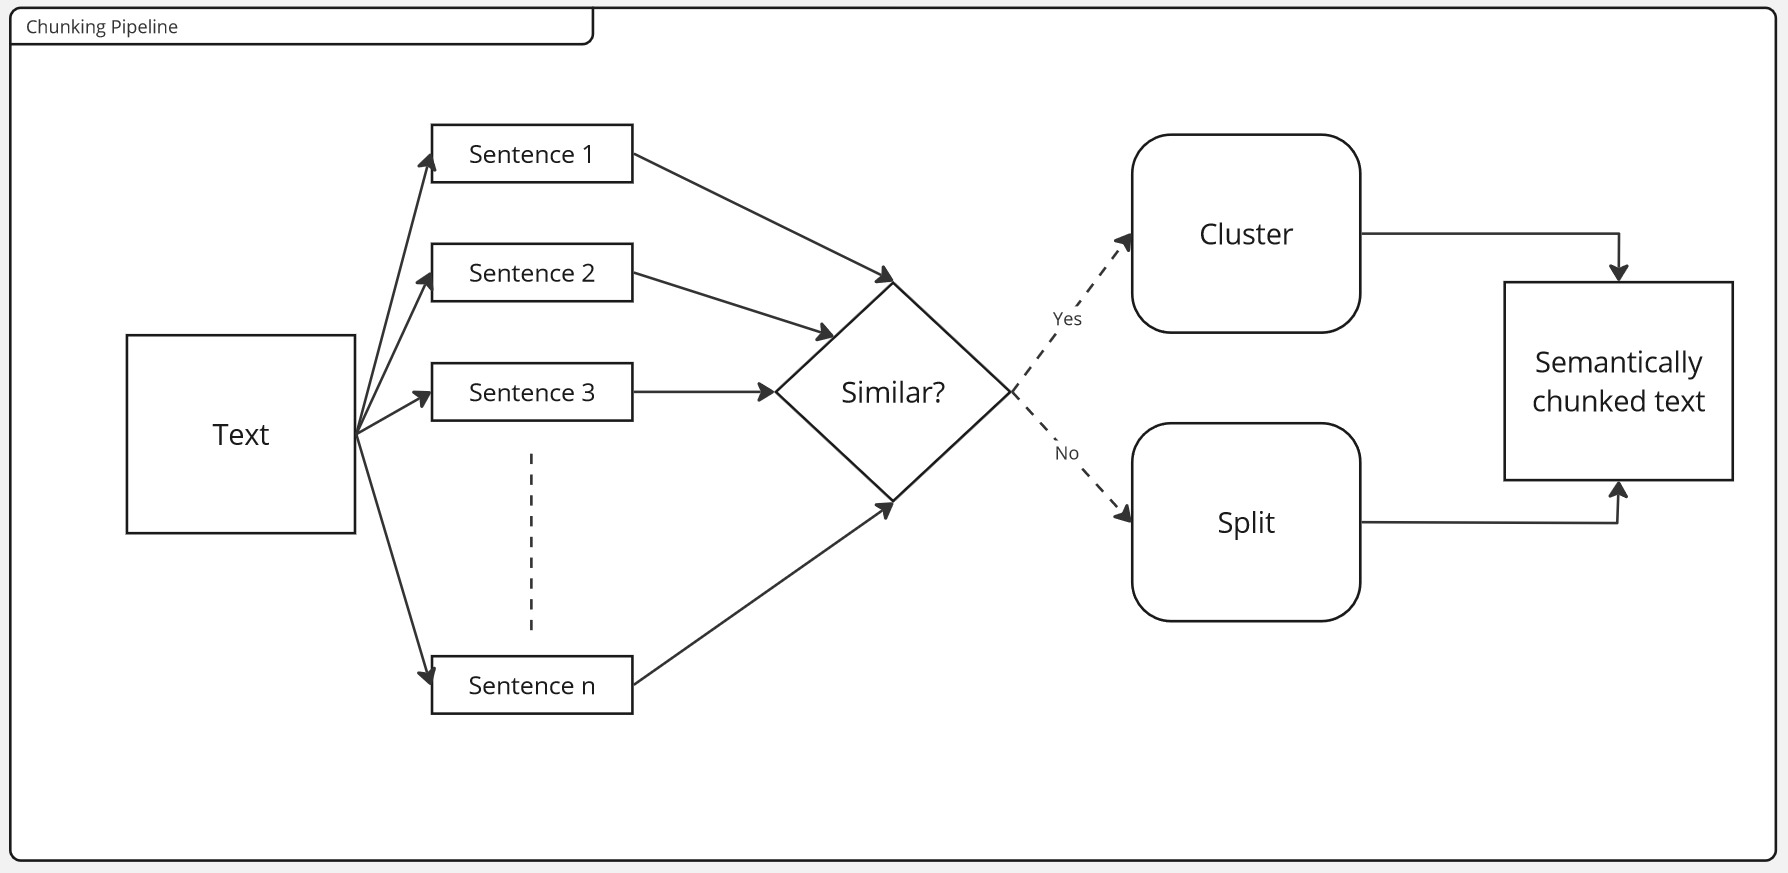 Chunking Pipeline
Sentence 1
Sentence 2
Sentence 3
Sentence n
Text
Similar?
Yes
No
Cluster
Split
Semantically
chunked text